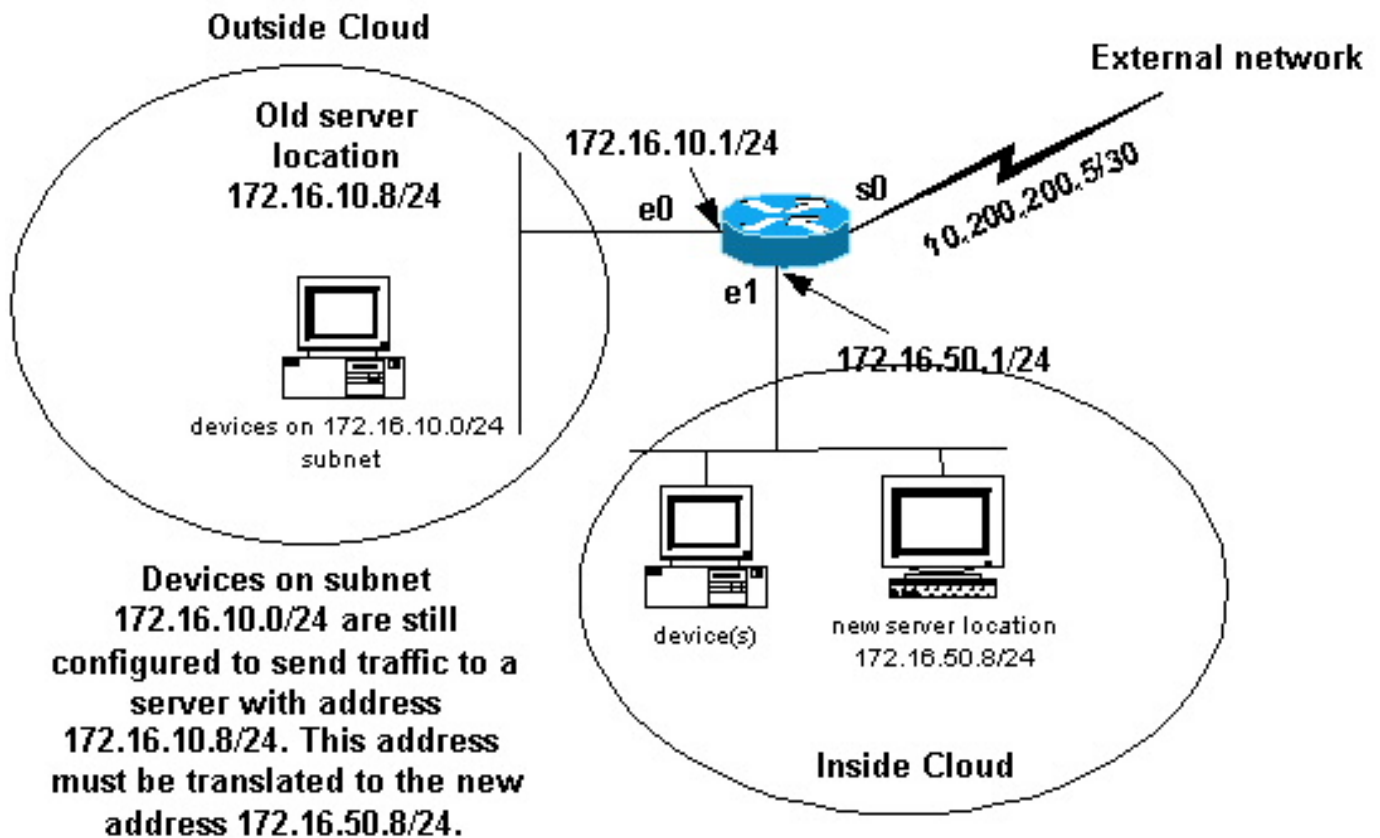 Outside Cloud
External network
Old server
location
172.16.10.8/24
172.16.10.1/24
e0
s0
10.200.200.5/30
e1
172.16.50.1/24
devices on 172.16.10.0/24
subnet
device(s)
new server location
172.16.50.8/24
Inside Cloud
Devices on subnet
172.16.10.0/24 are still
configured to send traffic to a
server with address
172.16.10.8/24. This address
must be translated to the new
address 172.16.50.8/24.